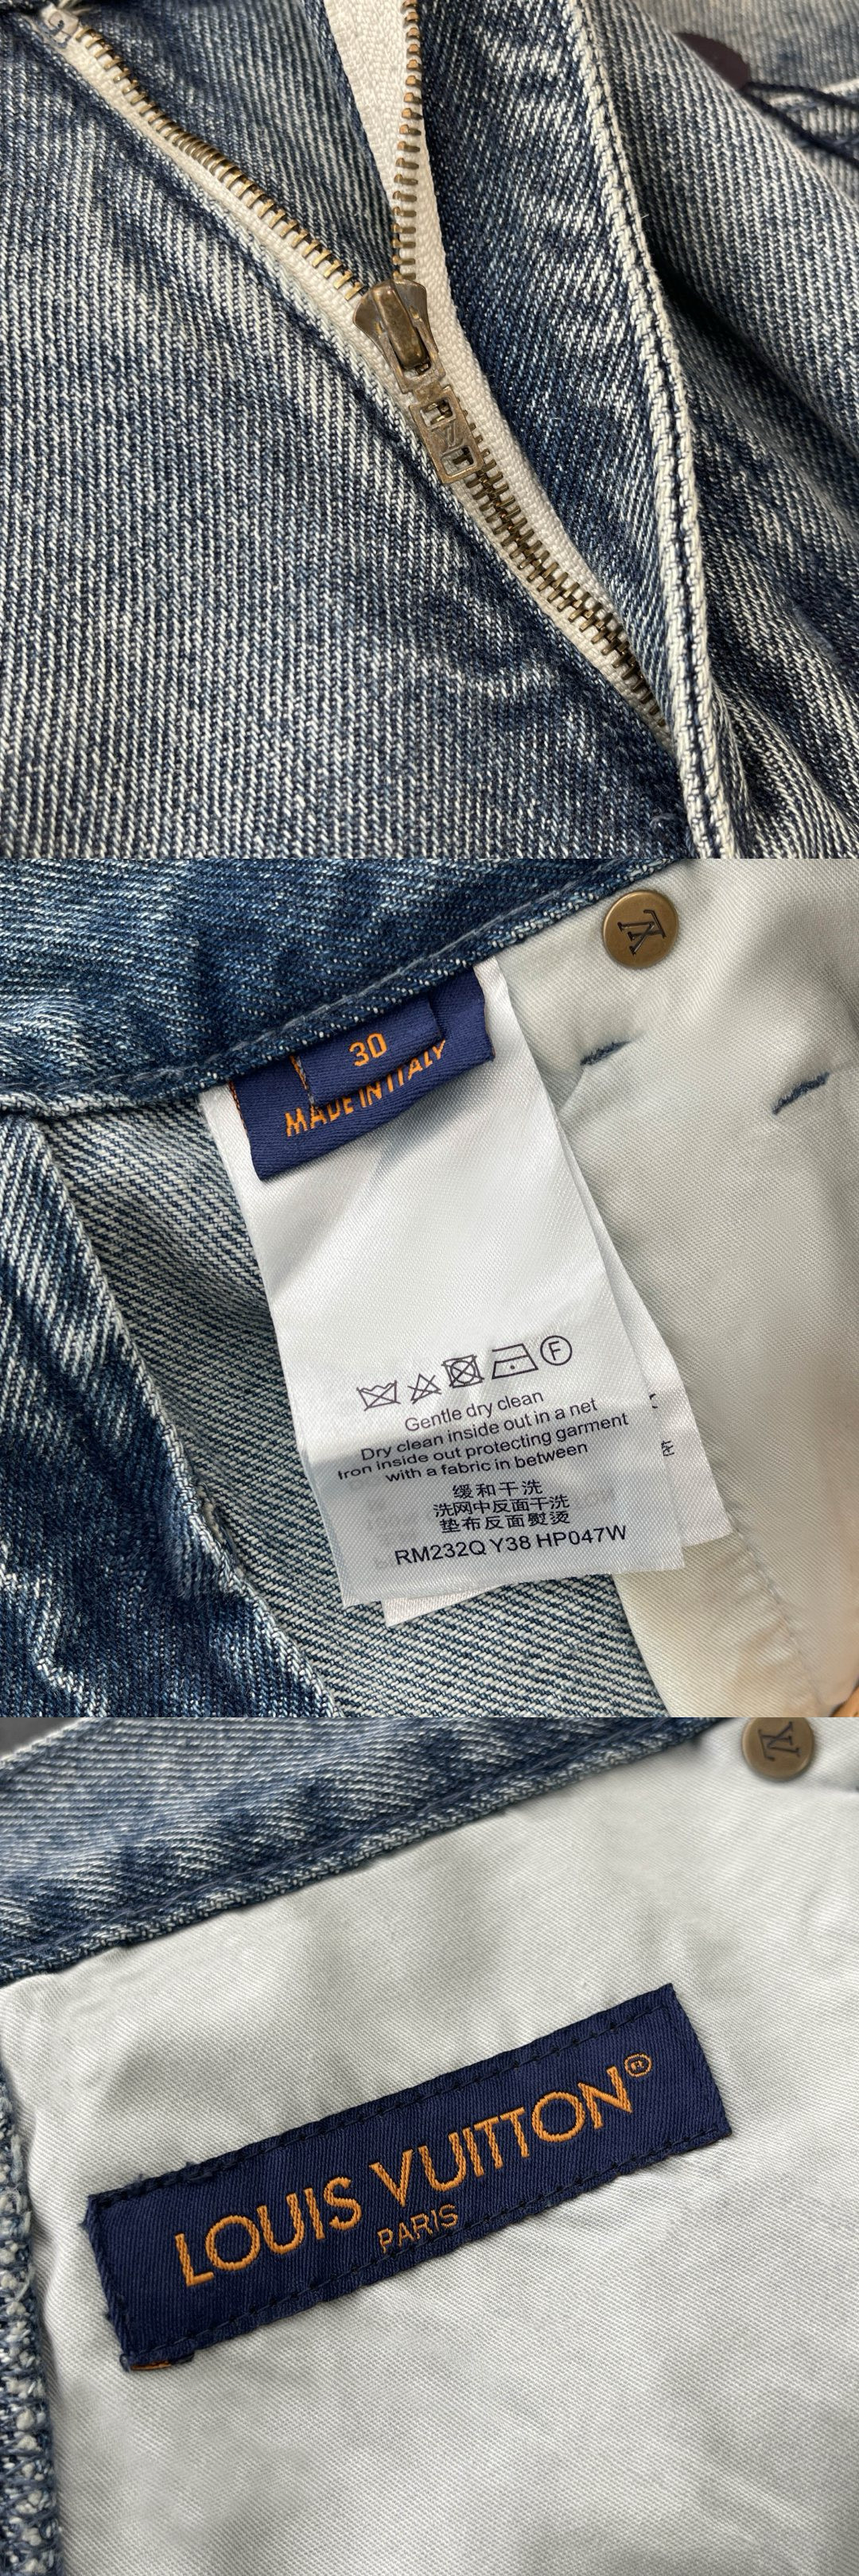 30
MADE IN ITALY
F
Gentle dry clean
Dry clean inside out in a net
Iron inside out protecting garment
with a fabric in between
缓和干洗
洗网中反面干洗
垫布反面熨烫
RM232Q Y38 HP047W
を
LV
LOUIS VUITTON®
PARIS